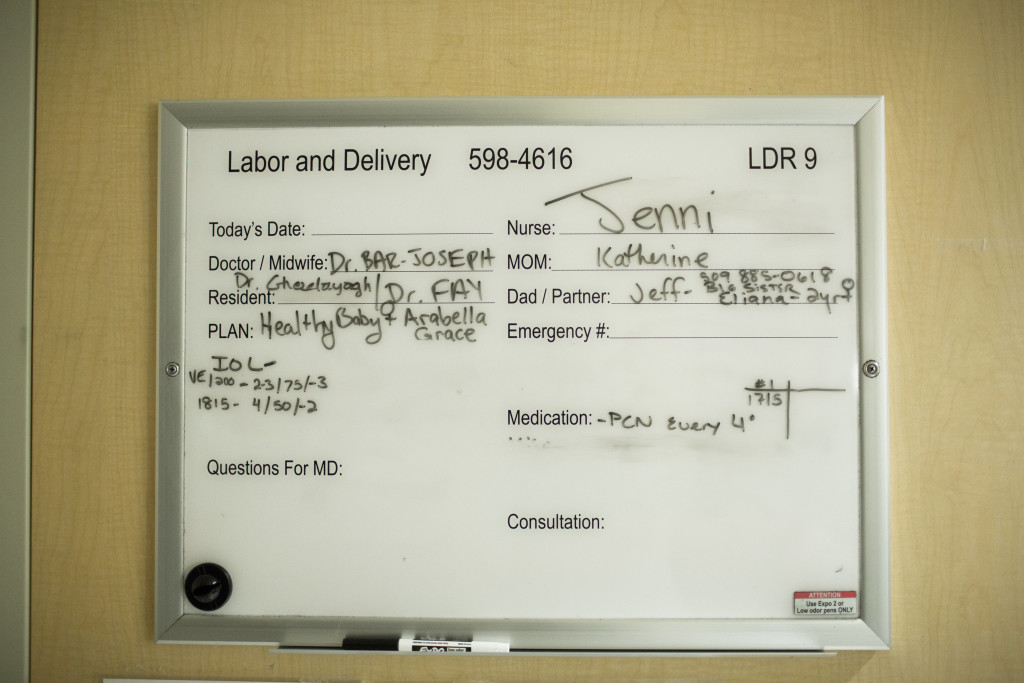 Labor and Delivery 598-4616 LDR 9
Today's Date: Nurse: Jenni
Doctor / Midwife: Dr. BAR-JOSEPH MOM: Katherine
509 885-0618
Dr. / Dr. FAY
Resident: Dad / Partner: Jeff- BIG SISTER
Eliana - 2yr ♀
PLAN: Healthy Baby ♀ Arabella Grace Emergency #:
IOL-
VE/1200 - 2-3/75/-3
1815- 4/50/-2
#1
1715
Medication: -PCN Every 4°
Questions For MD:
Consultation:
ATTENTION
Use Expo 2 or
Low odor pens ONLY
EXPO